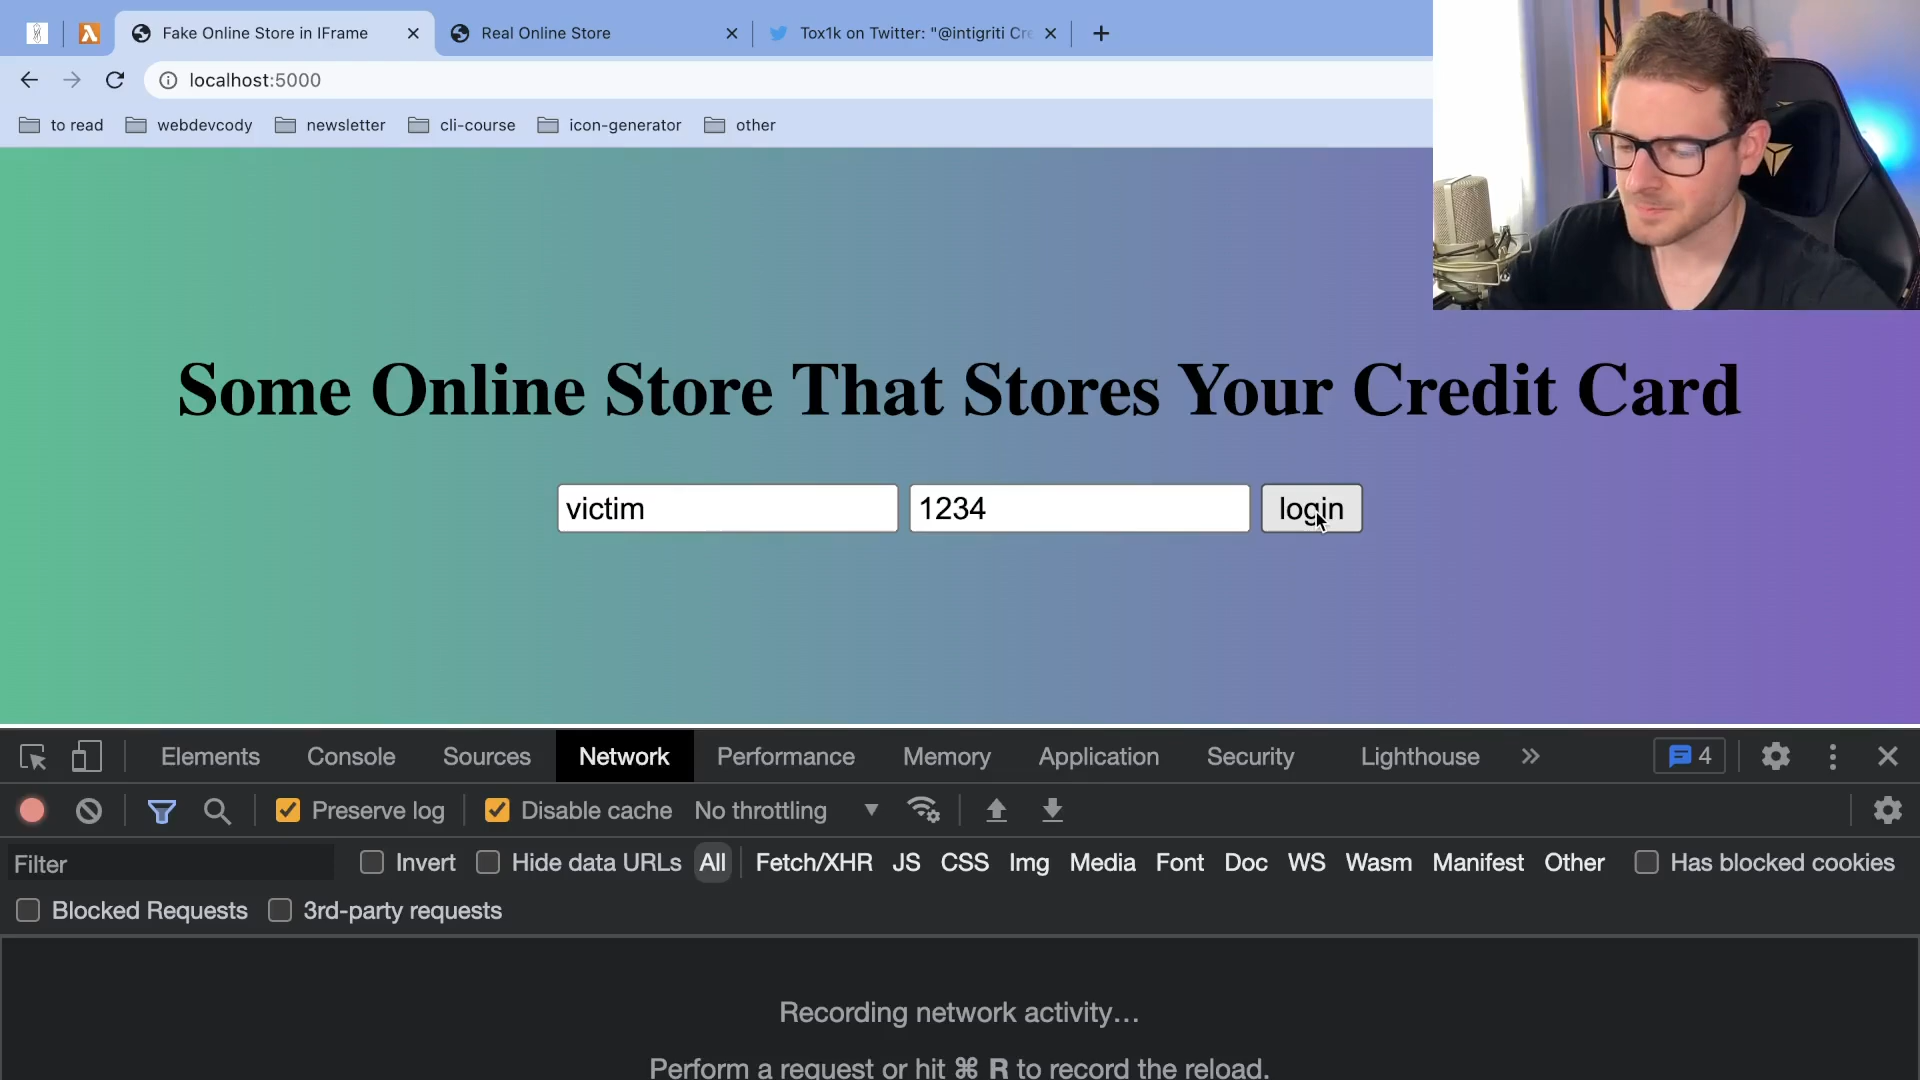 Fake Online Store in IFrame
Real Online Store
Tox1k on Twitter: "@intigriti Cre
localhost:5000
to read
webdevcody
newsletter
cli-course
icon-generator
other
Some Online Store That Stores Your Credit Card
victim
1234
login
Elements
Console
Sources
Network
Performance
Memory
Application
Security
Lighthouse
4
Preserve log
Disable cache
No throttling
Filter
Invert
Hide data URLs
All
Fetch/XHR
JS
CSS
Img
Media
Font
Doc
WS
Wasm
Manifest
Other
Has blocked cookies
Blocked Requests
3rd-party requests
Recording network activity…
Perform a request or hit ⌘ R to record the reload.